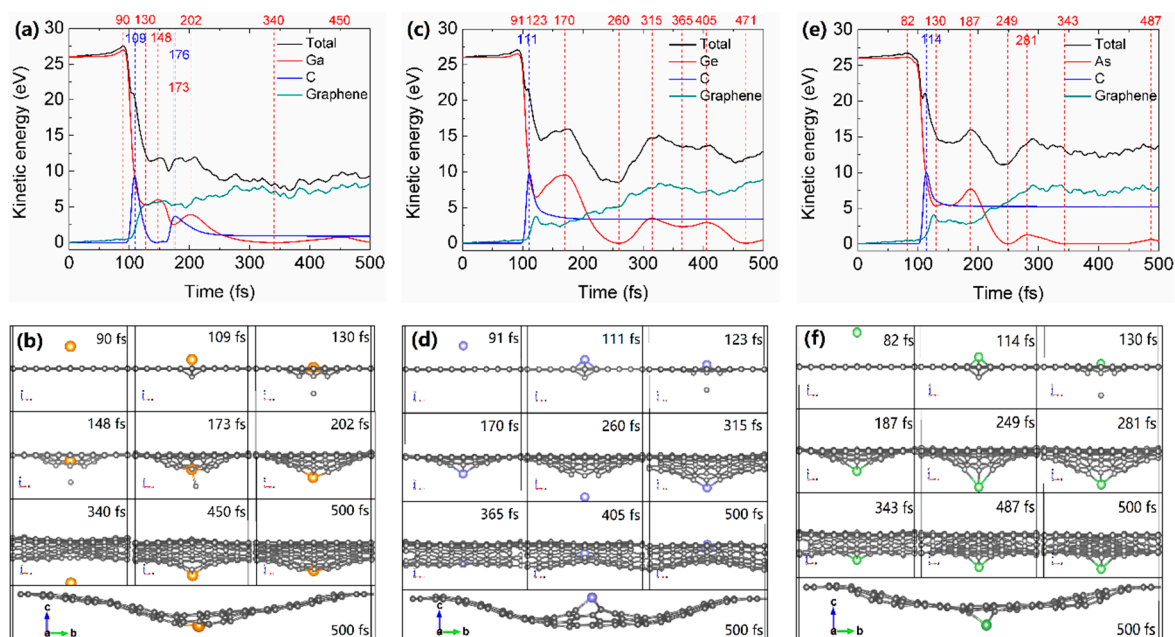 90 130 202 340 450
109 148
176
173
(a)
Total
Ga
C
Graphene
30
25
20
15
10
5
0
Kinetic energy (eV)
0 100 200 300 400 500
Time (fs)
91 123 170 260 315 365 405 471
111
(c)
Total
Ge
C
Graphene
30
25
20
15
10
5
0
Kinetic energy (eV)
0 100 200 300 400 500
Time (fs)
82 130 187 249 343 487
114 281
(e)
Total
As
C
Graphene
30
25
20
15
10
5
0
Kinetic energy (eV)
0 100 200 300 400 500
Time (fs)
(b) 90 fs 109 fs 130 fs
148 fs 173 fs 202 fs
340 fs 450 fs 500 fs
c
a b
500 fs
(d) 91 fs 111 fs 123 fs
170 fs 260 fs 315 fs
365 fs 405 fs 500 fs
c
a b
500 fs
(f) 82 fs 114 fs 130 fs
187 fs 249 fs 281 fs
343 fs 487 fs 500 fs
c
a b
500 fs